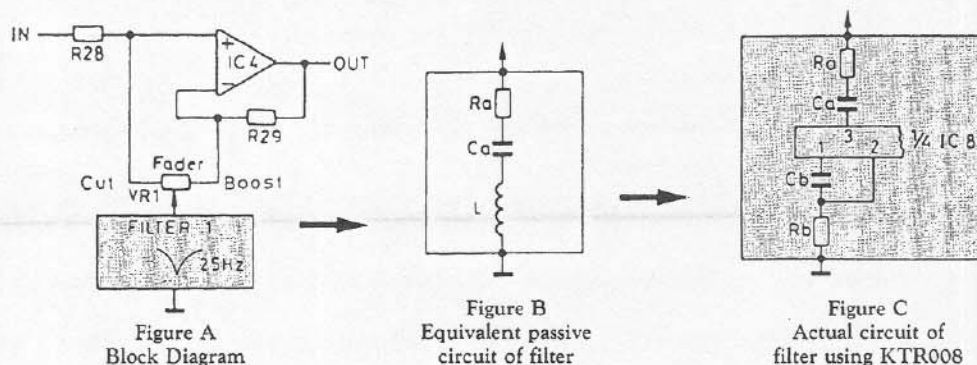 IN
R28
+
IC 4
−
OUT
R29
Fader
Cut
VR1
Boost
FILTER 1
25Hz
Figure A
Block Diagram
Ra
Ca
L
Figure B
Equivalent passive
circuit of filter
Ra
Ca
3
1
2
¼ IC 8
Cb
Rb
Figure C
Actual circuit of
filter using KTR008